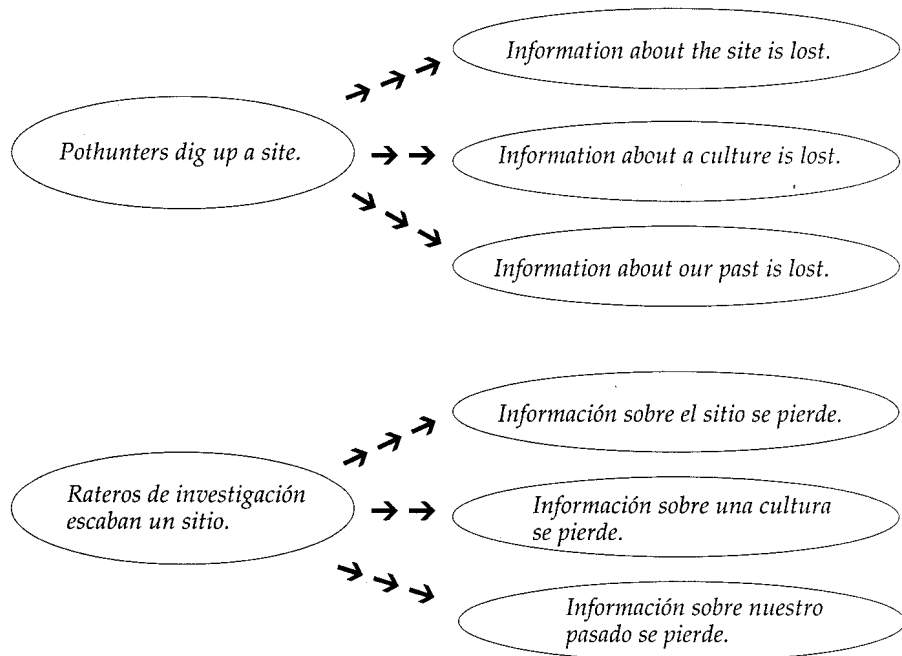 Information about the site is lost.
Pothunters dig up a site.
Information about a culture is lost.
Information about our past is lost.
Información sobre el sitio se pierde.
Rateros de investigación
escaban un sitio.
Información sobre una cultura
se pierde.
Información sobre nuestro
pasado se pierde.